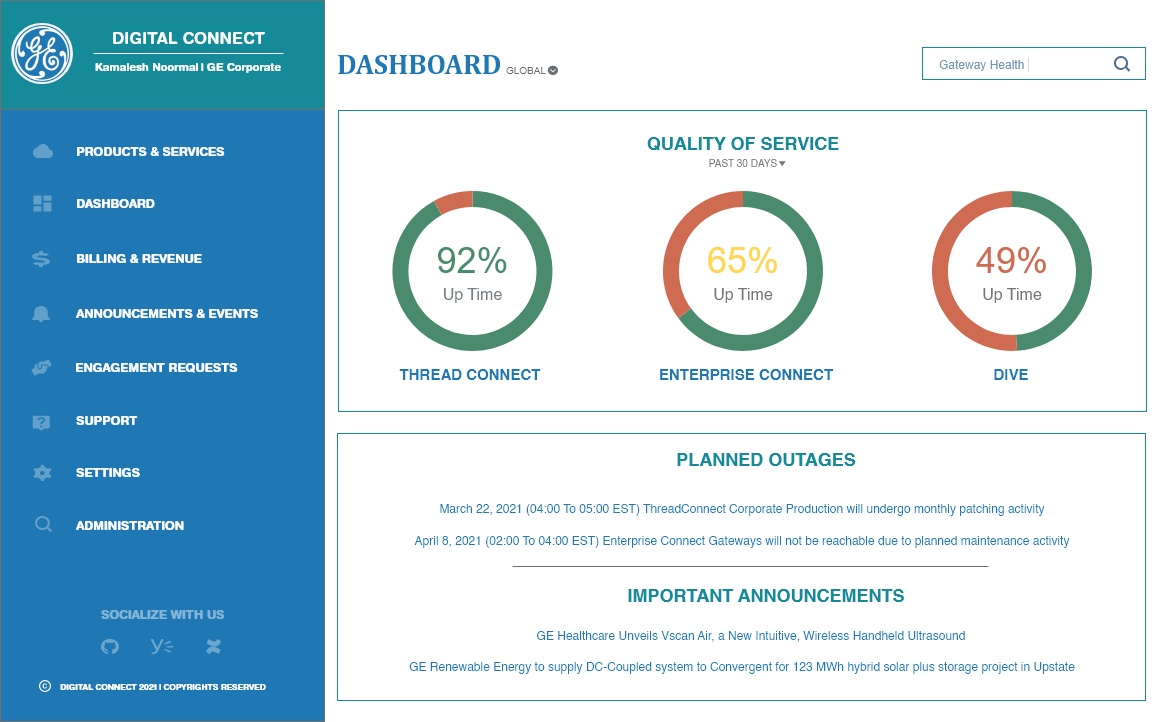 GE
DIGITAL CONNECT
Kamalesh Noormal | GE Corporate
PRODUCTS & SERVICES
DASHBOARD
BILLING & REVENUE
ANNOUNCEMENTS & EVENTS
ENGAGEMENT REQUESTS
?
SUPPORT
SETTINGS
ADMINISTRATION
SOCIALIZE WITH US
© DIGITAL CONNECT 2021 | COPYRIGHTS RESERVED
DASHBOARD GLOBAL
Gateway Health
QUALITY OF SERVICE
PAST 30 DAYS
92%
Up Time
THREAD CONNECT
65%
Up Time
ENTERPRISE CONNECT
49%
Up Time
DIVE
PLANNED OUTAGES
March 22, 2021 (04:00 To 05:00 EST) ThreadConnect Corporate Production will undergo monthly patching activity
April 8, 2021 (02:00 To 04:00 EST) Enterprise Connect Gateways will not be reachable due to planned maintenance activity
IMPORTANT ANNOUNCEMENTS
GE Healthcare Unveils Vscan Air, a New Intuitive, Wireless Handheld Ultrasound
GE Renewable Energy to supply DC-Coupled system to Convergent for 123 MWh hybrid solar plus storage project in Upstate